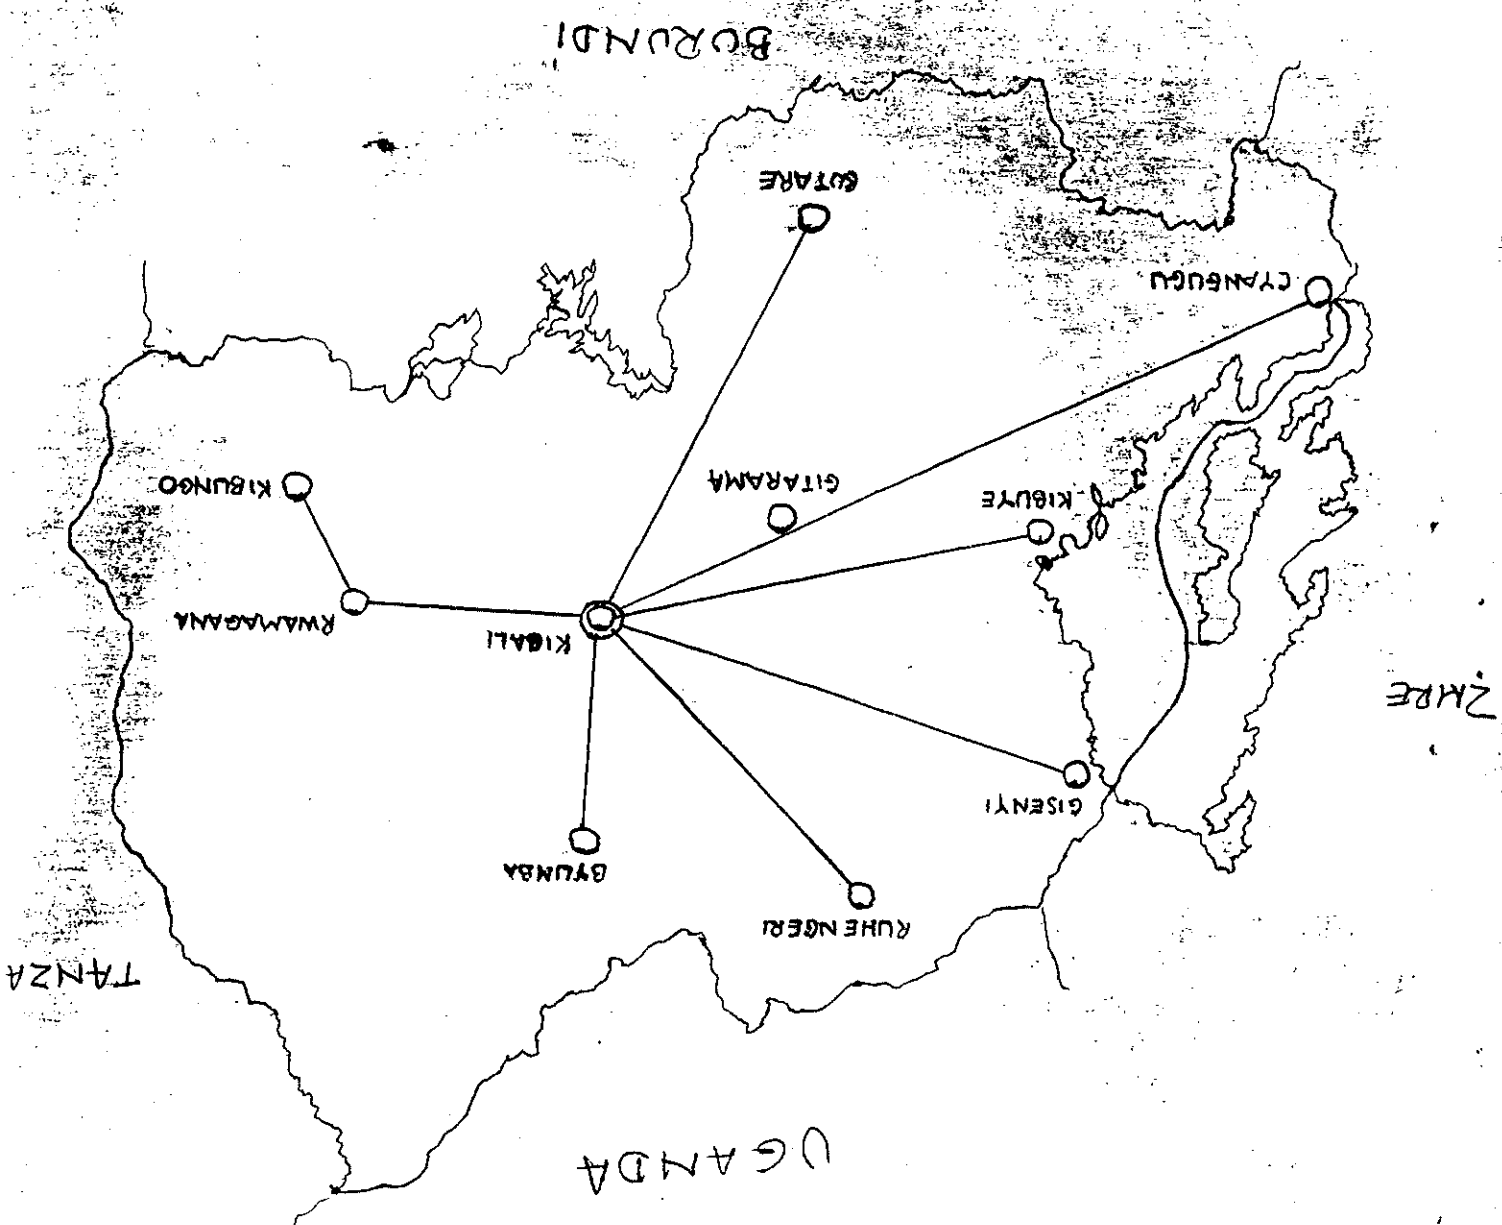 UGANDA
TANZA
RUHENGERI
BYUMBA
GISENYI
ZAIRE
KIGALI
RWAMAGANA
KIBUYE
GITARAMA
KIBUNGO
CYANGUGU
BUTARE
BURUNDI